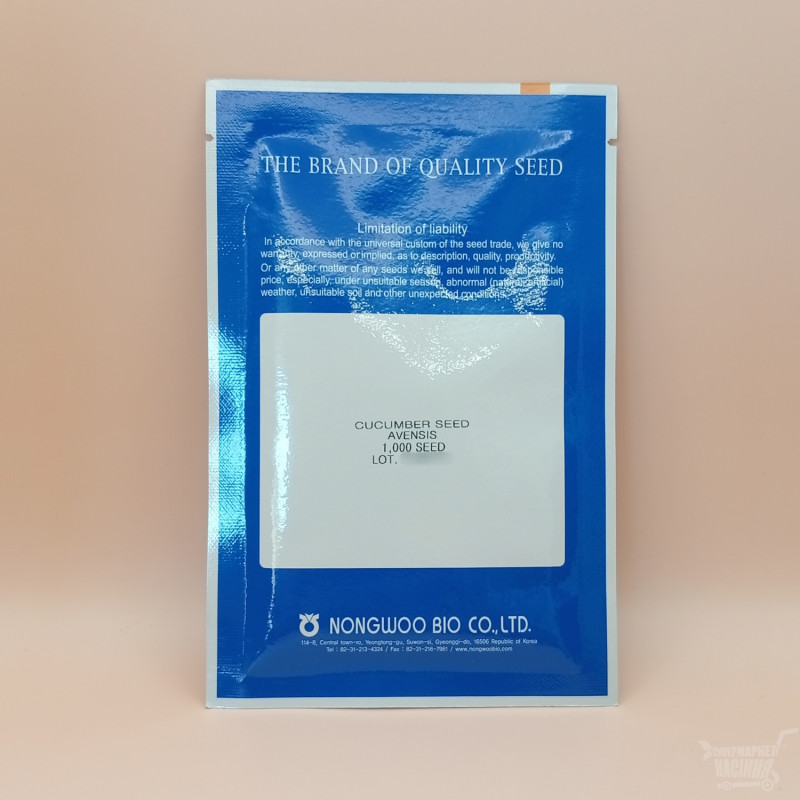 THE BRAND OF QUALITY SEED
Limitation of liability
In accordance with the universal custom of the seed trade, we give no
warranty, expressed or implied, as to description, quality, productivity.
Or any other matter of any seeds we sell, and will not be responsible
price, especially, under unsuitable season, abnormal (natural, artificial)
weather, unsuitable soil and other unexpected conditions.
CUCUMBER SEED
AVENSIS
1,000 SEED
LOT.
NONGWOO BIO CO., LTD.
114-8, Central town-ro, Yeongtong-gu, Suwon-si, Gyeonggi-do, 16506 Republic of Korea
Tel : 82-31-213-4324 / Fax : 82-31-216-7981 / www.nongwoobio.com
СУПЕРМАРКЕТ
НАСІННЯ